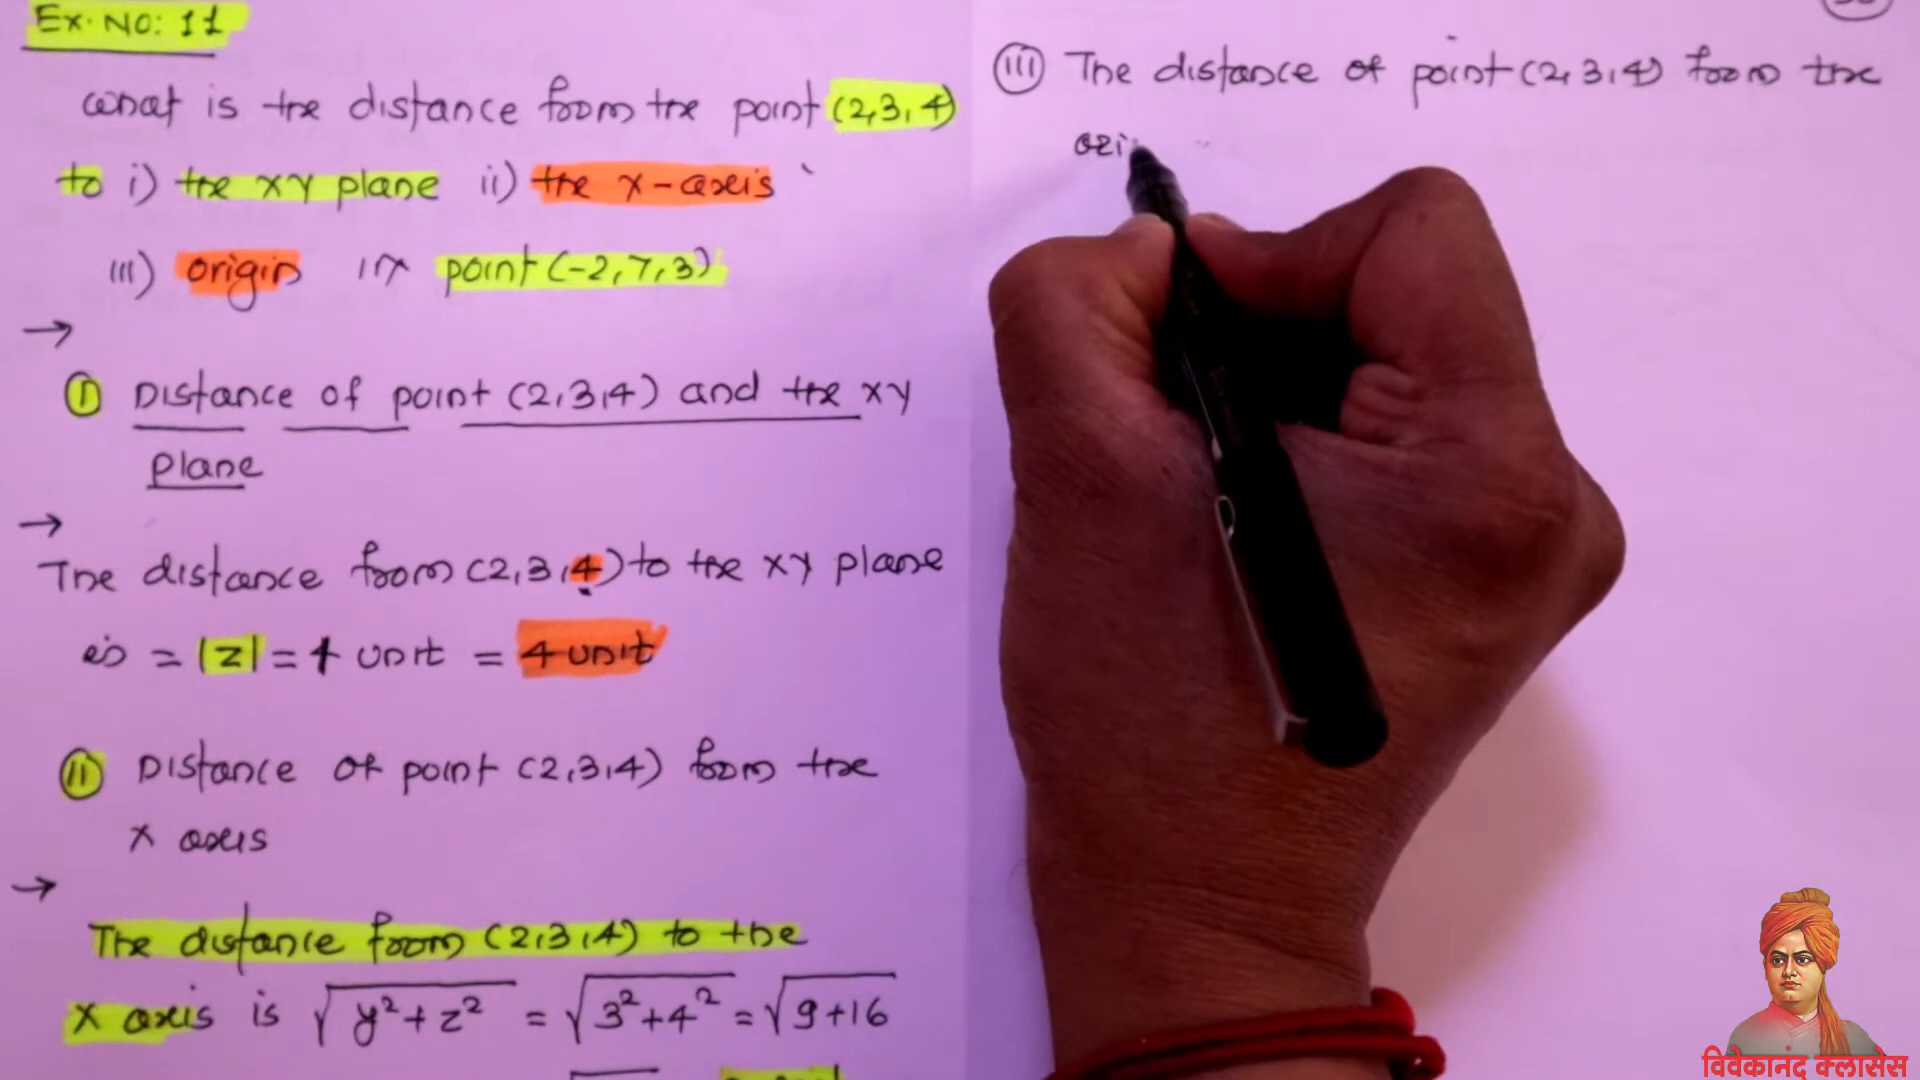 Ex. NO: 11
what is the distance from the point (2,3,4)
to i) the XY plane ii) the x-axis
iii) origin iv point (-2,7,3)
→
① Distance of point (2,3,4) and the xy
plane
→
The distance from (2,3,4) to the XY plane
is = |z| = 4 unit = 4 unit
ⓘⓘ Distance of point (2,3,4) from the
X axis
→
The distance from (2,3,4) to the
X axis is √y²+z² = √3²+4² = √9+16
ⓘⓘⓘ The distance of point (2,3,4) from the
ori
विवेकानंद क्लासेस